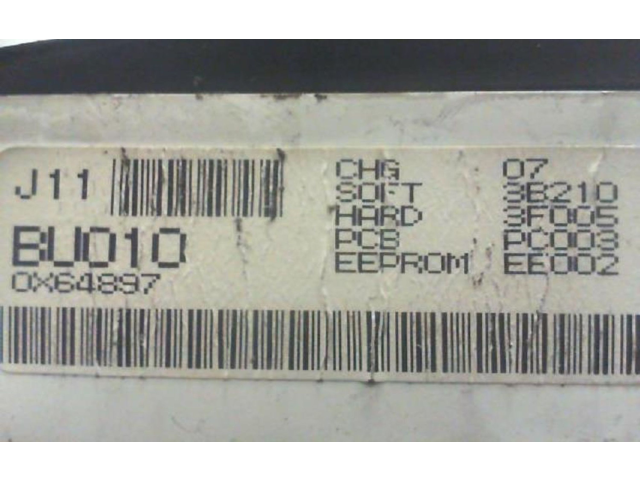 J11
BU010
0X64897
CHG 07
SOFT 3B210
HARD 3F005
PCB PC003
EEPROM EE002